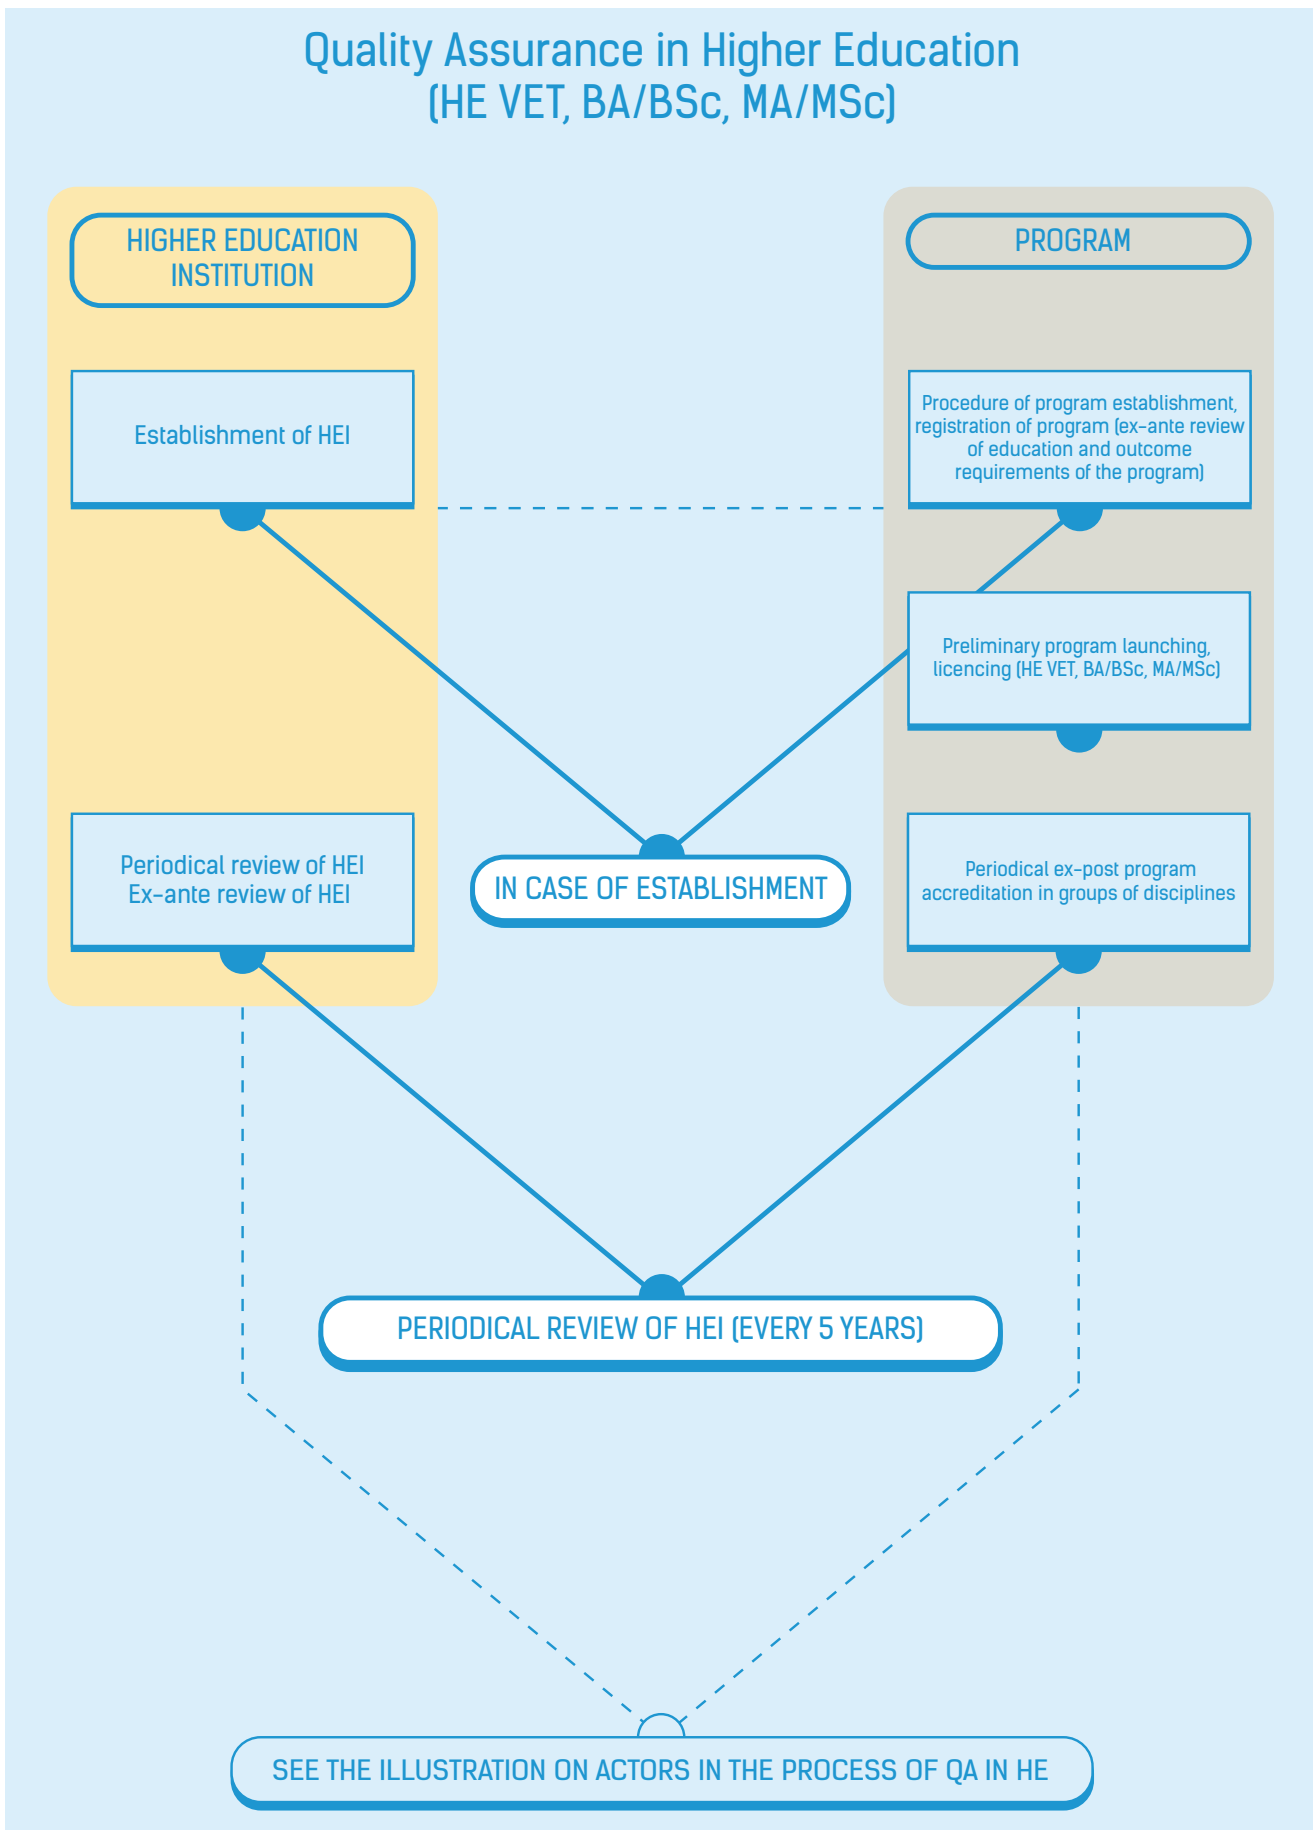 Quality Assurance in Higher Education
(HE VET, BA/BSc, MA/MSc)
HIGHER EDUCATION
INSTITUTION
PROGRAM
Establishment of HEI
Procedure of program establishment,
registration of program (ex-ante review
of education and outcome
requirements of the program)
Preliminary program launching,
licencing (HE VET, BA/BSc, MA/MSc)
Periodical review of HEI
Ex-ante review of HEI
IN CASE OF ESTABLISHMENT
Periodical ex-post program
accreditation in groups of disciplines
PERIODICAL REVIEW OF HEI (EVERY 5 YEARS)
SEE THE ILLUSTRATION ON ACTORS IN THE PROCESS OF QA IN HE